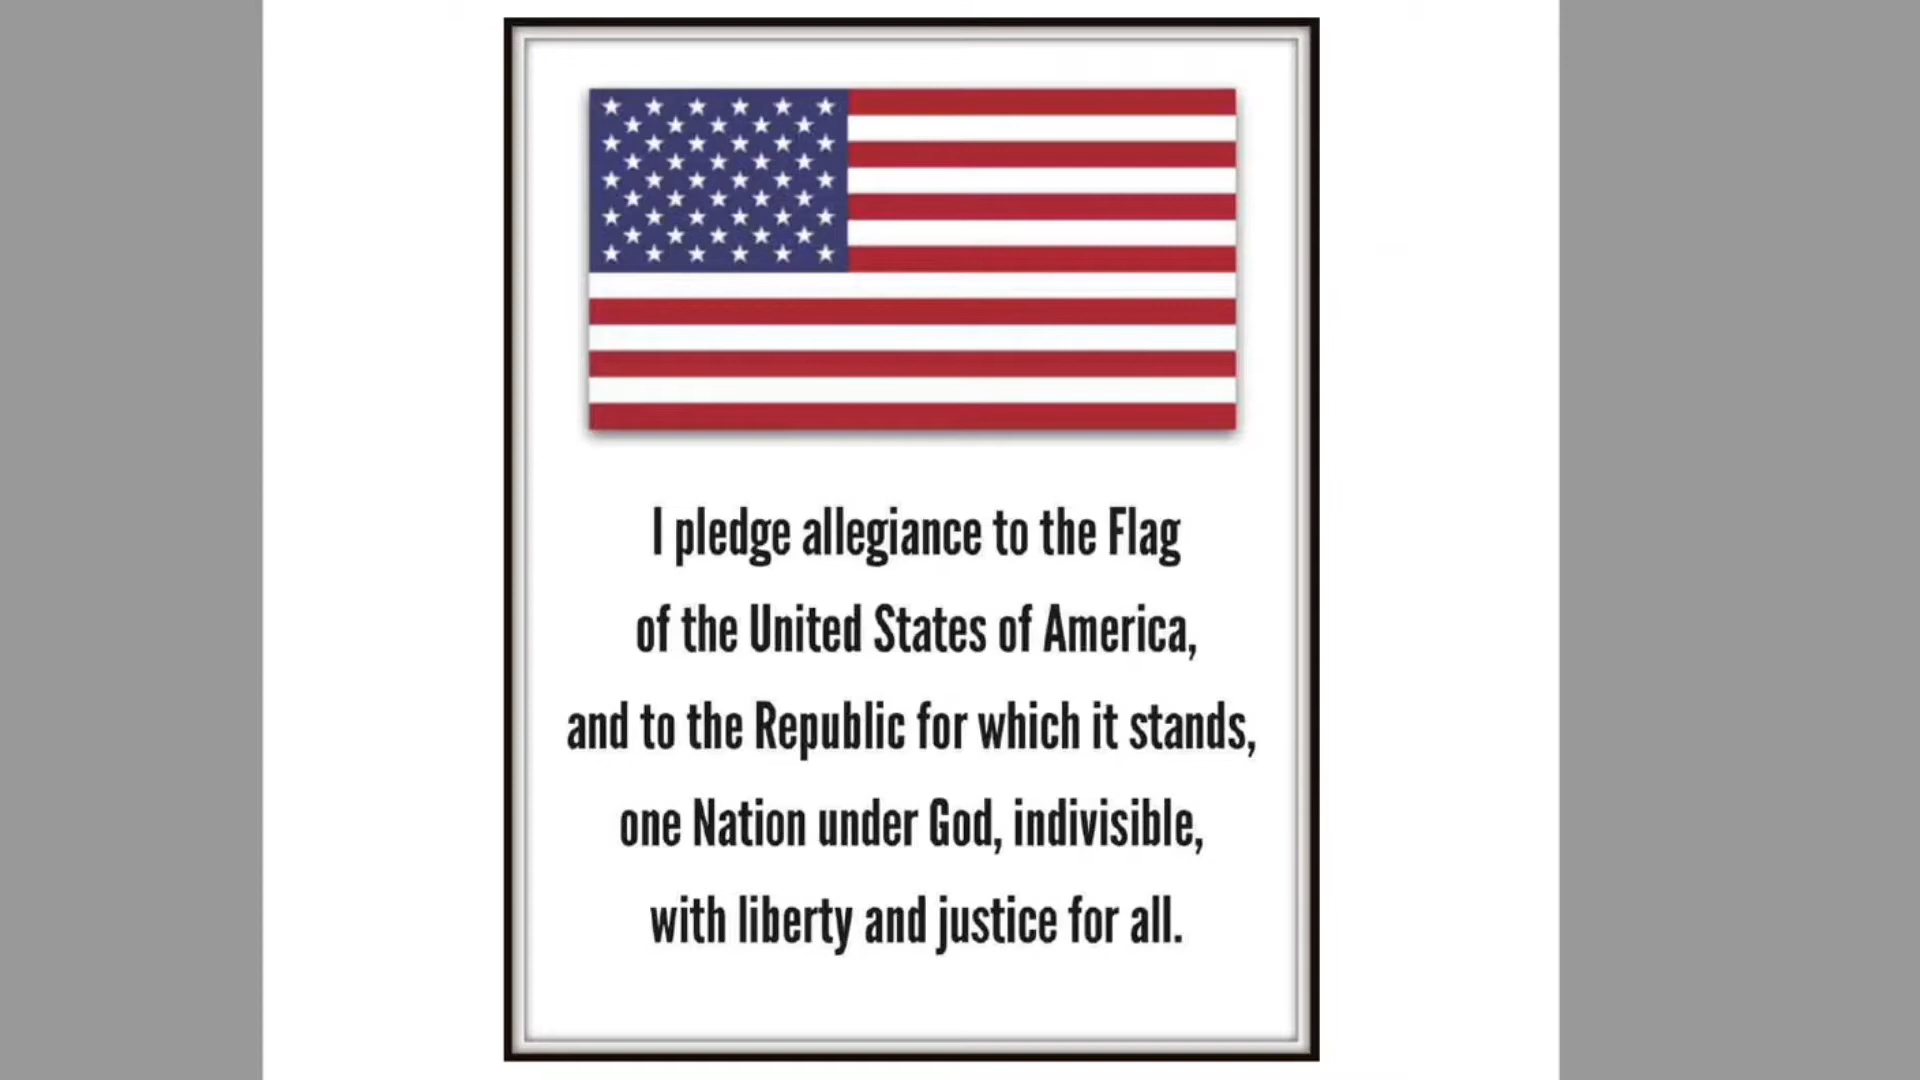 I pledge allegiance to the Flag
of the United States of America,
and to the Republic for which it stands,
one Nation under God, indivisible,
with liberty and justice for all.